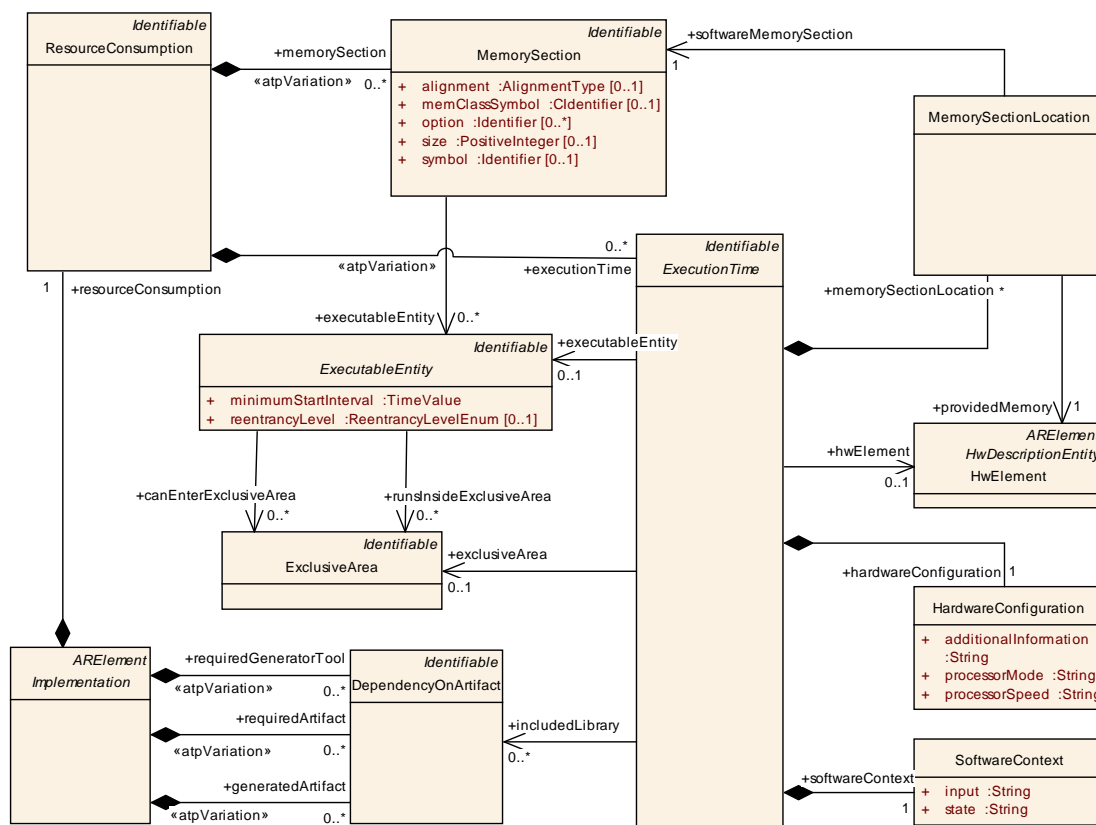 Identifiable
ResourceConsumption
+memorySection
«atpVariation» 0..*
Identifiable
MemorySection
+ alignment :AlignmentType [0..1]
+ memClassSymbol :CIdentifier [0..1]
+ option :Identifier [0..*]
+ size :PositiveInteger [0..1]
+ symbol :Identifier [0..1]
+softwareMemorySection
1
MemorySectionLocation
«atpVariation»
0..*
+executionTime
Identifiable
ExecutionTime
1 +resourceConsumption
+memorySectionLocation *
+executableEntity 0..*
Identifiable
ExecutableEntity
+ minimumStartInterval :TimeValue
+ reentrancyLevel :ReentrancyLevelEnum [0..1]
+executableEntity
0..1
+providedMemory 1
ARElement
HwDescriptionEntity
HwElement
+hwElement
0..1
+canEnterExclusiveArea
0..*
+runsInsideExclusiveArea
0..*
Identifiable
ExclusiveArea
+exclusiveArea
0..1
+hardwareConfiguration 1
HardwareConfiguration
+ additionalInformation
:String
+ processorMode :String
+ processorSpeed :String
ARElement
Implementation
+requiredGeneratorTool
«atpVariation» 0..*
+requiredArtifact
«atpVariation» 0..*
+generatedArtifact
«atpVariation» 0..*
Identifiable
DependencyOnArtifact
+includedLibrary
0..*
+softwareContext
1
SoftwareContext
+ input :String
+ state :String